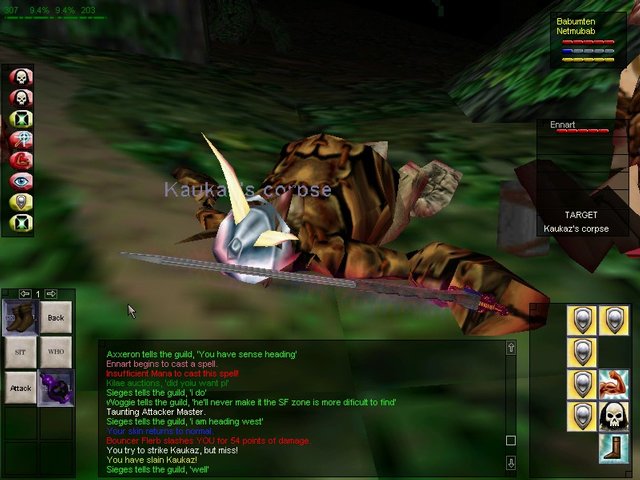 307 9.4% 9.4% 203
Babumten
Netmubab
Ennart
Kaukaz's corpse
TARGET
Kaukaz's corpse
1
Back
SIT
WHO
Attack
Axxeron tells the guild, 'You have sense heading'
Ennart begins to cast a spell.
Insufficient Mana to cast this spell!
Kilae auctions, 'did yoiu want pl'
Sieges tells the guild, 'i do'
Woggie tells the guild, 'he'll never make it the SF zone is more dificult to find'
Taunting Attacker Master.
Sieges tells the guild, 'i am heading west'
Your skin returns to normal.
Bouncer Flerb slashes YOU for 54 points of damage.
You try to strike Kaukaz, but miss!
You have slain Kaukaz!
Sieges tells the guild, 'well'